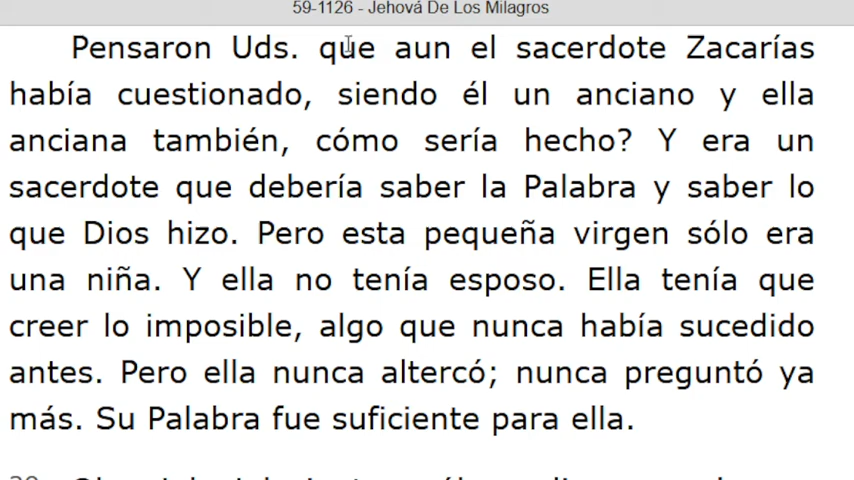 59-1126 - Jehová De Los Milagros
Pensaron Uds. que aun el sacerdote Zacarías
había cuestionado, siendo él un anciano y ella
anciana también, cómo sería hecho? Y era un
sacerdote que debería saber la Palabra y saber lo
que Dios hizo. Pero esta pequeña virgen sólo era
una niña. Y ella no tenía esposo. Ella tenía que
creer lo imposible, algo que nunca había sucedido
antes. Pero ella nunca altercó; nunca preguntó ya
más. Su Palabra fue suficiente para ella.